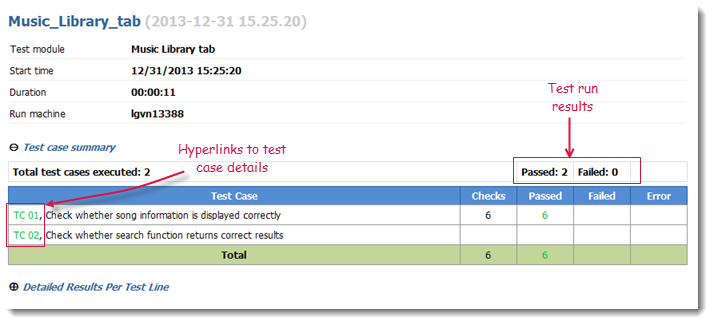 Music_Library_tab (2013-12-31 15.25.20)
Test module Music Library tab
Start time 12/31/2013 15:25:20
Duration 00:00:11
Run machine lgvn13388
Test run
results
Test case summary
Hyperlinks to test
case details
Total test cases executed: 2 Passed: 2 Failed: 0
Test Case Checks Passed Failed Error
TC 01, Check whether song information is displayed correctly 6 6
TC 02, Check whether search function returns correct results
Total 6 6
Detailed Results Per Test Line